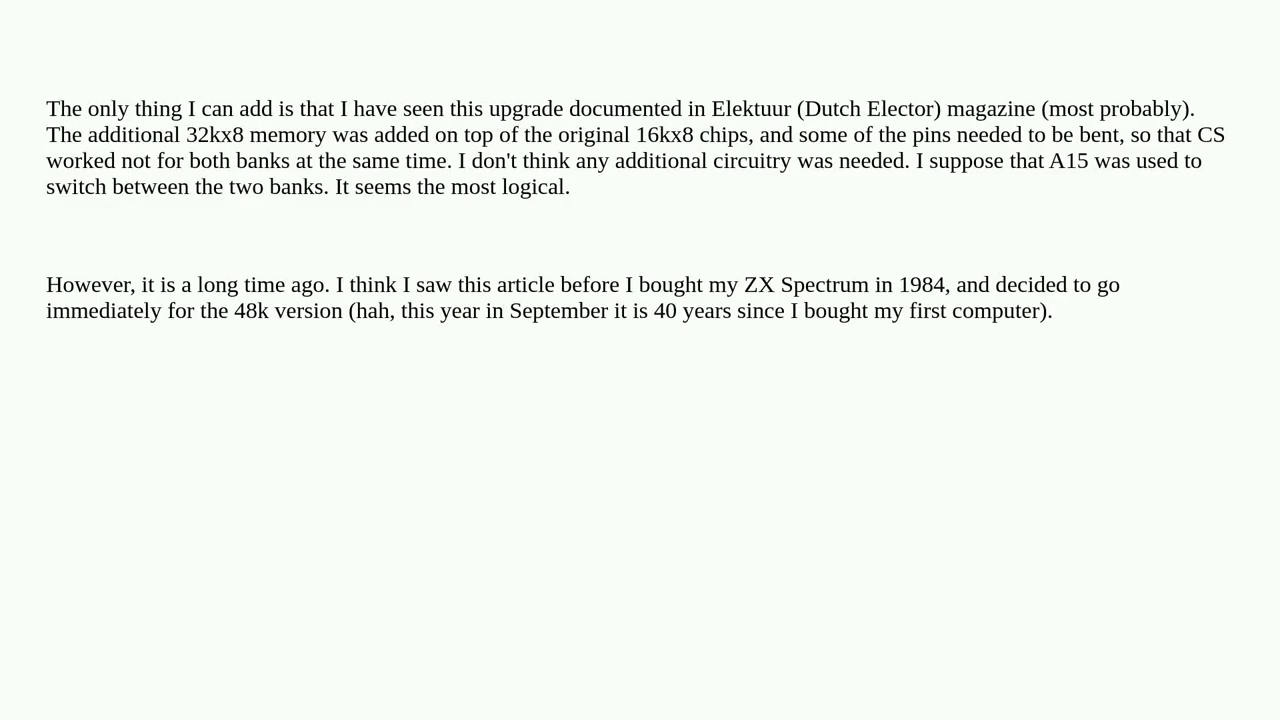 The only thing I can add is that I have seen this upgrade documented in Elektuur (Dutch Elector) magazine (most probably).
The additional 32kx8 memory was added on top of the original 16kx8 chips, and some of the pins needed to be bent, so that CS
worked not for both banks at the same time. I don't think any additional circuitry was needed. I suppose that A15 was used to
switch between the two banks. It seems the most logical.
However, it is a long time ago. I think I saw this article before I bought my ZX Spectrum in 1984, and decided to go
immediately for the 48k version (hah, this year in September it is 40 years since I bought my first computer).